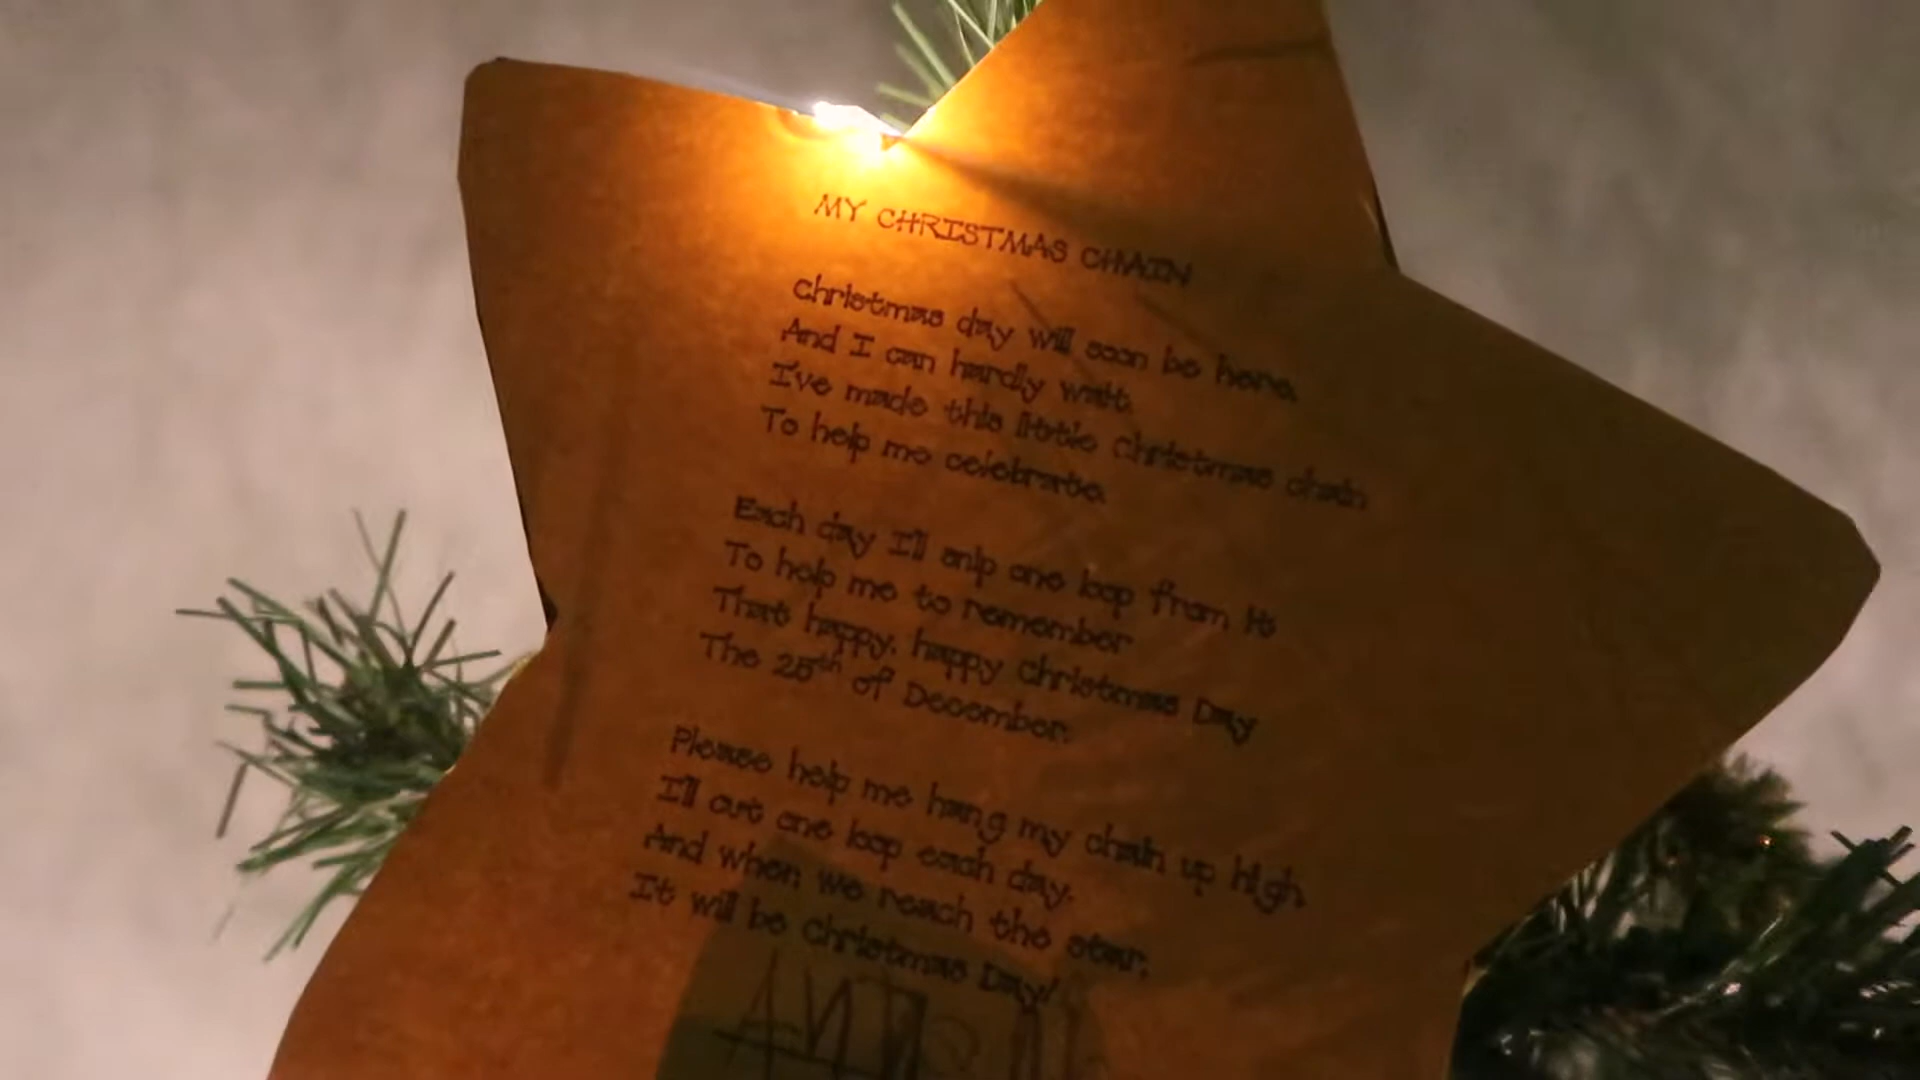 MY CHRISTMAS CHAIN
Christmas day will soon be here,
And I can hardly wait.
I've made this little Christmas chain
To help me celebrate.
Each day I'll snip one loop from it
To help me to remember
That happy, happy Christmas Day
The 25th of December.
Please help me hang my chain up high,
I'll cut one loop each day,
And when we reach the star,
It will be Christmas Day!